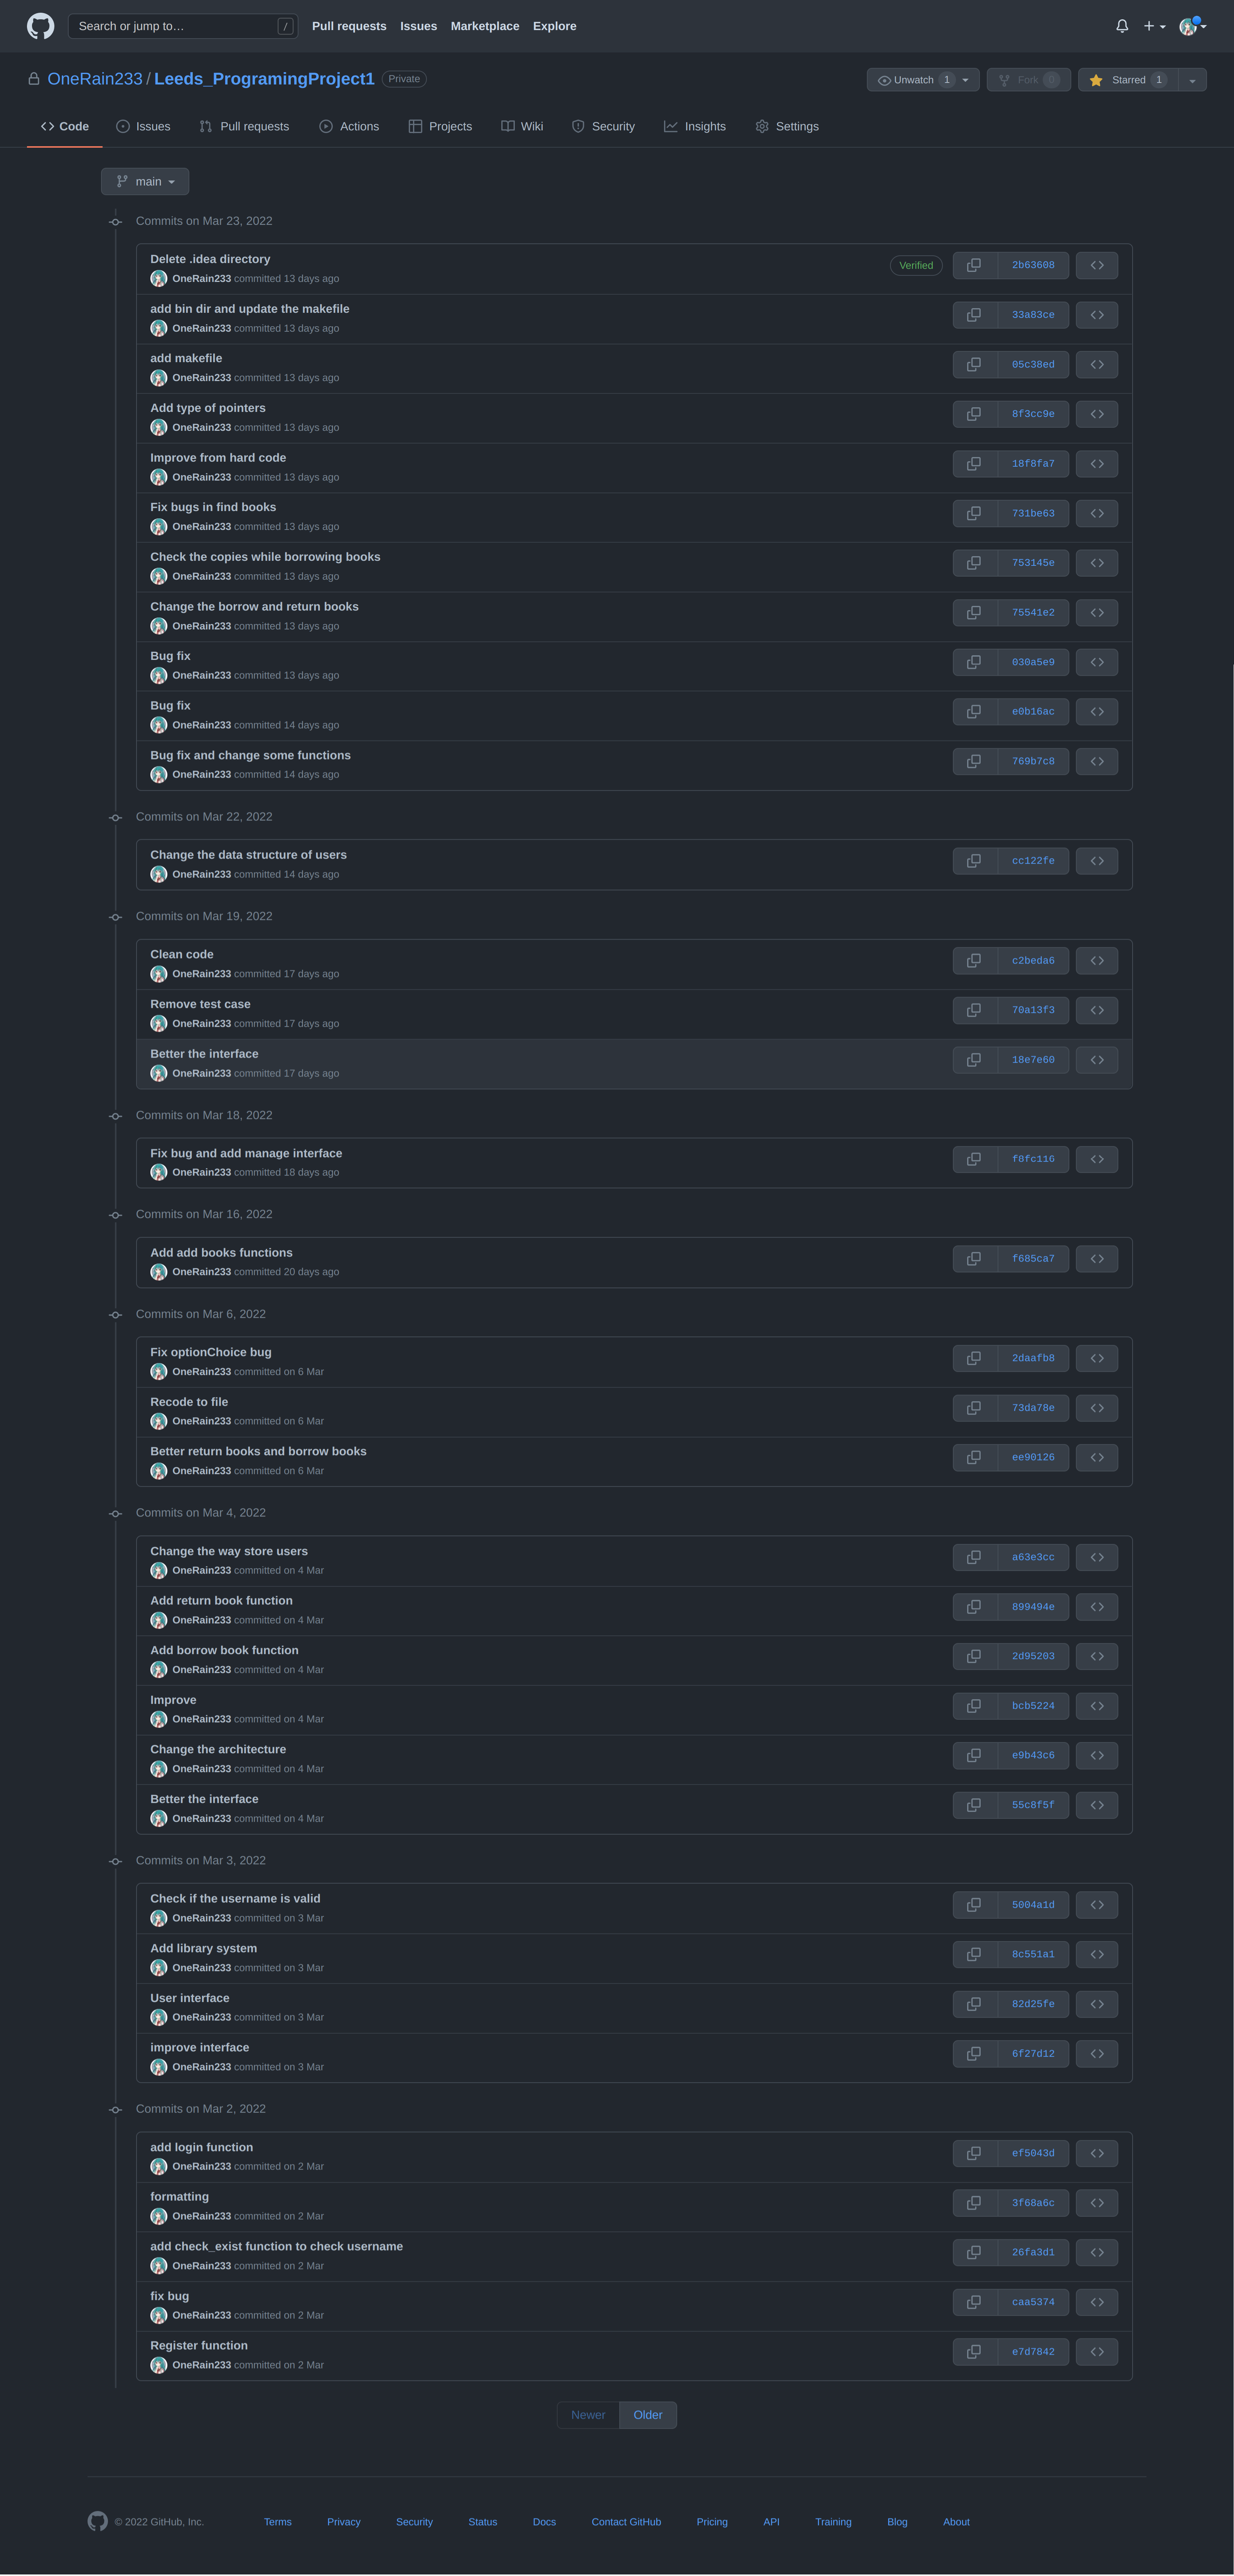 Search or jump to… /
Pull requests Issues Marketplace Explore
OneRain233 / Leeds_ProgramingProject1 Private
Unwatch 1 Fork 0 Starred 1
Code Issues Pull requests Actions Projects Wiki Security Insights Settings
main
Commits on Mar 23, 2022
Delete .idea directory
OneRain233 committed 13 days ago
Verified 2b63608
add bin dir and update the makefile
OneRain233 committed 13 days ago
33a83ce
add makefile
OneRain233 committed 13 days ago
05c38ed
Add type of pointers
OneRain233 committed 13 days ago
8f3cc9e
Improve from hard code
OneRain233 committed 13 days ago
18f8fa7
Fix bugs in find books
OneRain233 committed 13 days ago
731be63
Check the copies while borrowing books
OneRain233 committed 13 days ago
753145e
Change the borrow and return books
OneRain233 committed 13 days ago
75541e2
Bug fix
OneRain233 committed 13 days ago
030a5e9
Bug fix
OneRain233 committed 14 days ago
e0b16ac
Bug fix and change some functions
OneRain233 committed 14 days ago
769b7c8
Commits on Mar 22, 2022
Change the data structure of users
OneRain233 committed 14 days ago
cc122fe
Commits on Mar 19, 2022
Clean code
OneRain233 committed 17 days ago
c2beda6
Remove test case
OneRain233 committed 17 days ago
70a13f3
Better the interface
OneRain233 committed 17 days ago
18e7e60
Commits on Mar 18, 2022
Fix bug and add manage interface
OneRain233 committed 18 days ago
f8fc116
Commits on Mar 16, 2022
Add add books functions
OneRain233 committed 20 days ago
f685ca7
Commits on Mar 6, 2022
Fix optionChoice bug
OneRain233 committed on 6 Mar
2daafb8
Recode to file
OneRain233 committed on 6 Mar
73da78e
Better return books and borrow books
OneRain233 committed on 6 Mar
ee90126
Commits on Mar 4, 2022
Change the way store users
OneRain233 committed on 4 Mar
a63e3cc
Add return book function
OneRain233 committed on 4 Mar
899494e
Add borrow book function
OneRain233 committed on 4 Mar
2d95203
Improve
OneRain233 committed on 4 Mar
bcb5224
Change the architecture
OneRain233 committed on 4 Mar
e9b43c6
Better the interface
OneRain233 committed on 4 Mar
55c8f5f
Commits on Mar 3, 2022
Check if the username is valid
OneRain233 committed on 3 Mar
5004a1d
Add library system
OneRain233 committed on 3 Mar
8c551a1
User interface
OneRain233 committed on 3 Mar
82d25fe
improve interface
OneRain233 committed on 3 Mar
6f27d12
Commits on Mar 2, 2022
add login function
OneRain233 committed on 2 Mar
ef5043d
formatting
OneRain233 committed on 2 Mar
3f68a6c
add check_exist function to check username
OneRain233 committed on 2 Mar
26fa3d1
fix bug
OneRain233 committed on 2 Mar
caa5374
Register function
OneRain233 committed on 2 Mar
e7d7842
Newer Older
© 2022 GitHub, Inc. Terms Privacy Security Status Docs Contact GitHub Pricing API Training Blog About